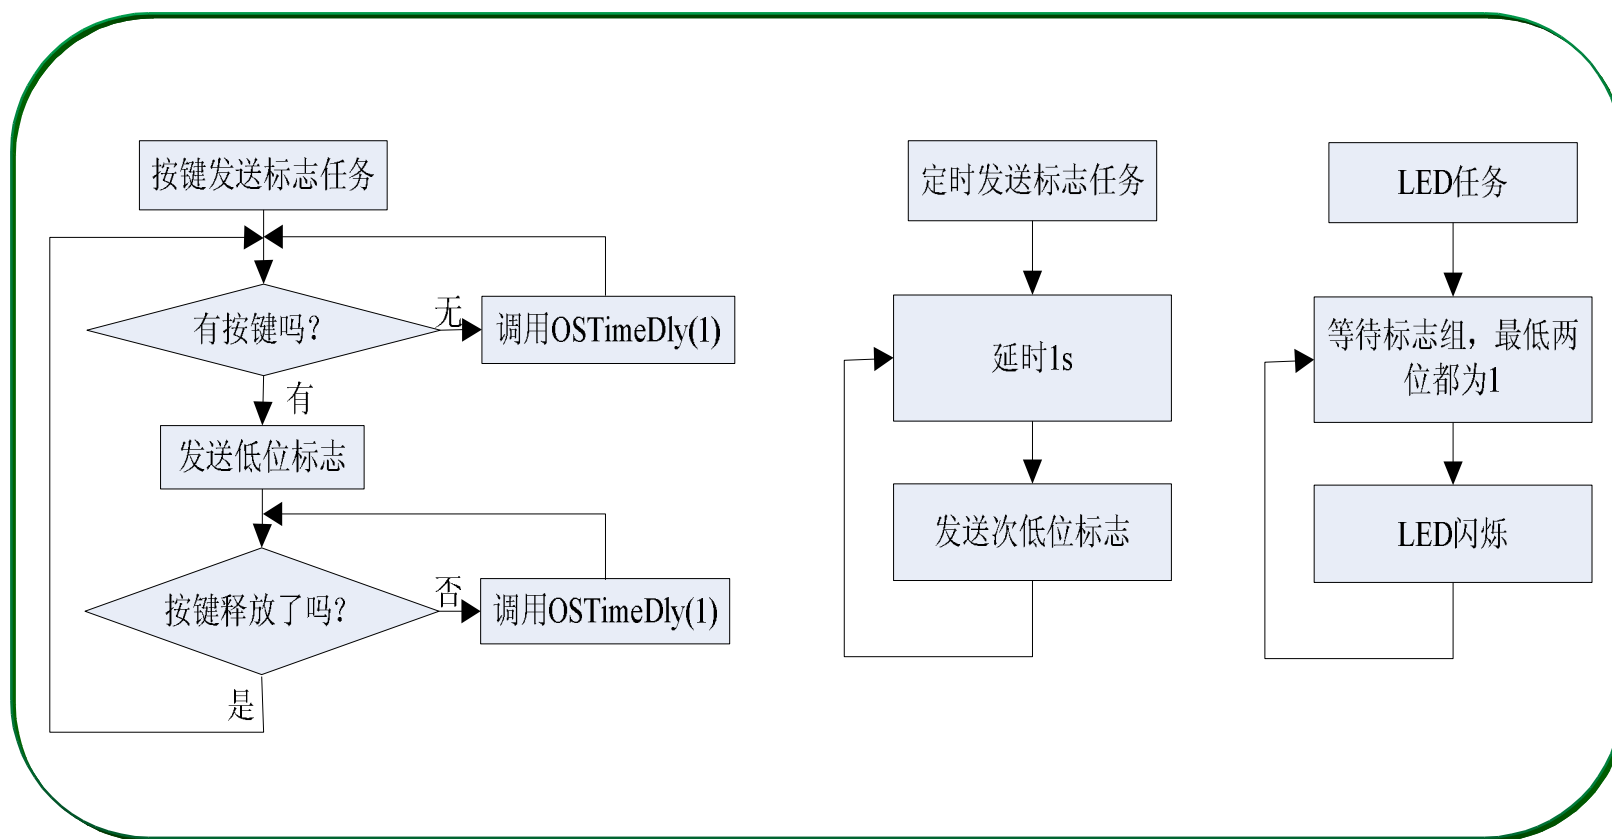 按键发送标志任务
有按键吗?
无
调用OSTimeDly(1)
有
发送低位标志
按键释放了吗?
否
调用OSTimeDly(1)
是
定时发送标志任务
延时1s
发送次低位标志
LED任务
等待标志组，最低两
位都为1
LED闪烁